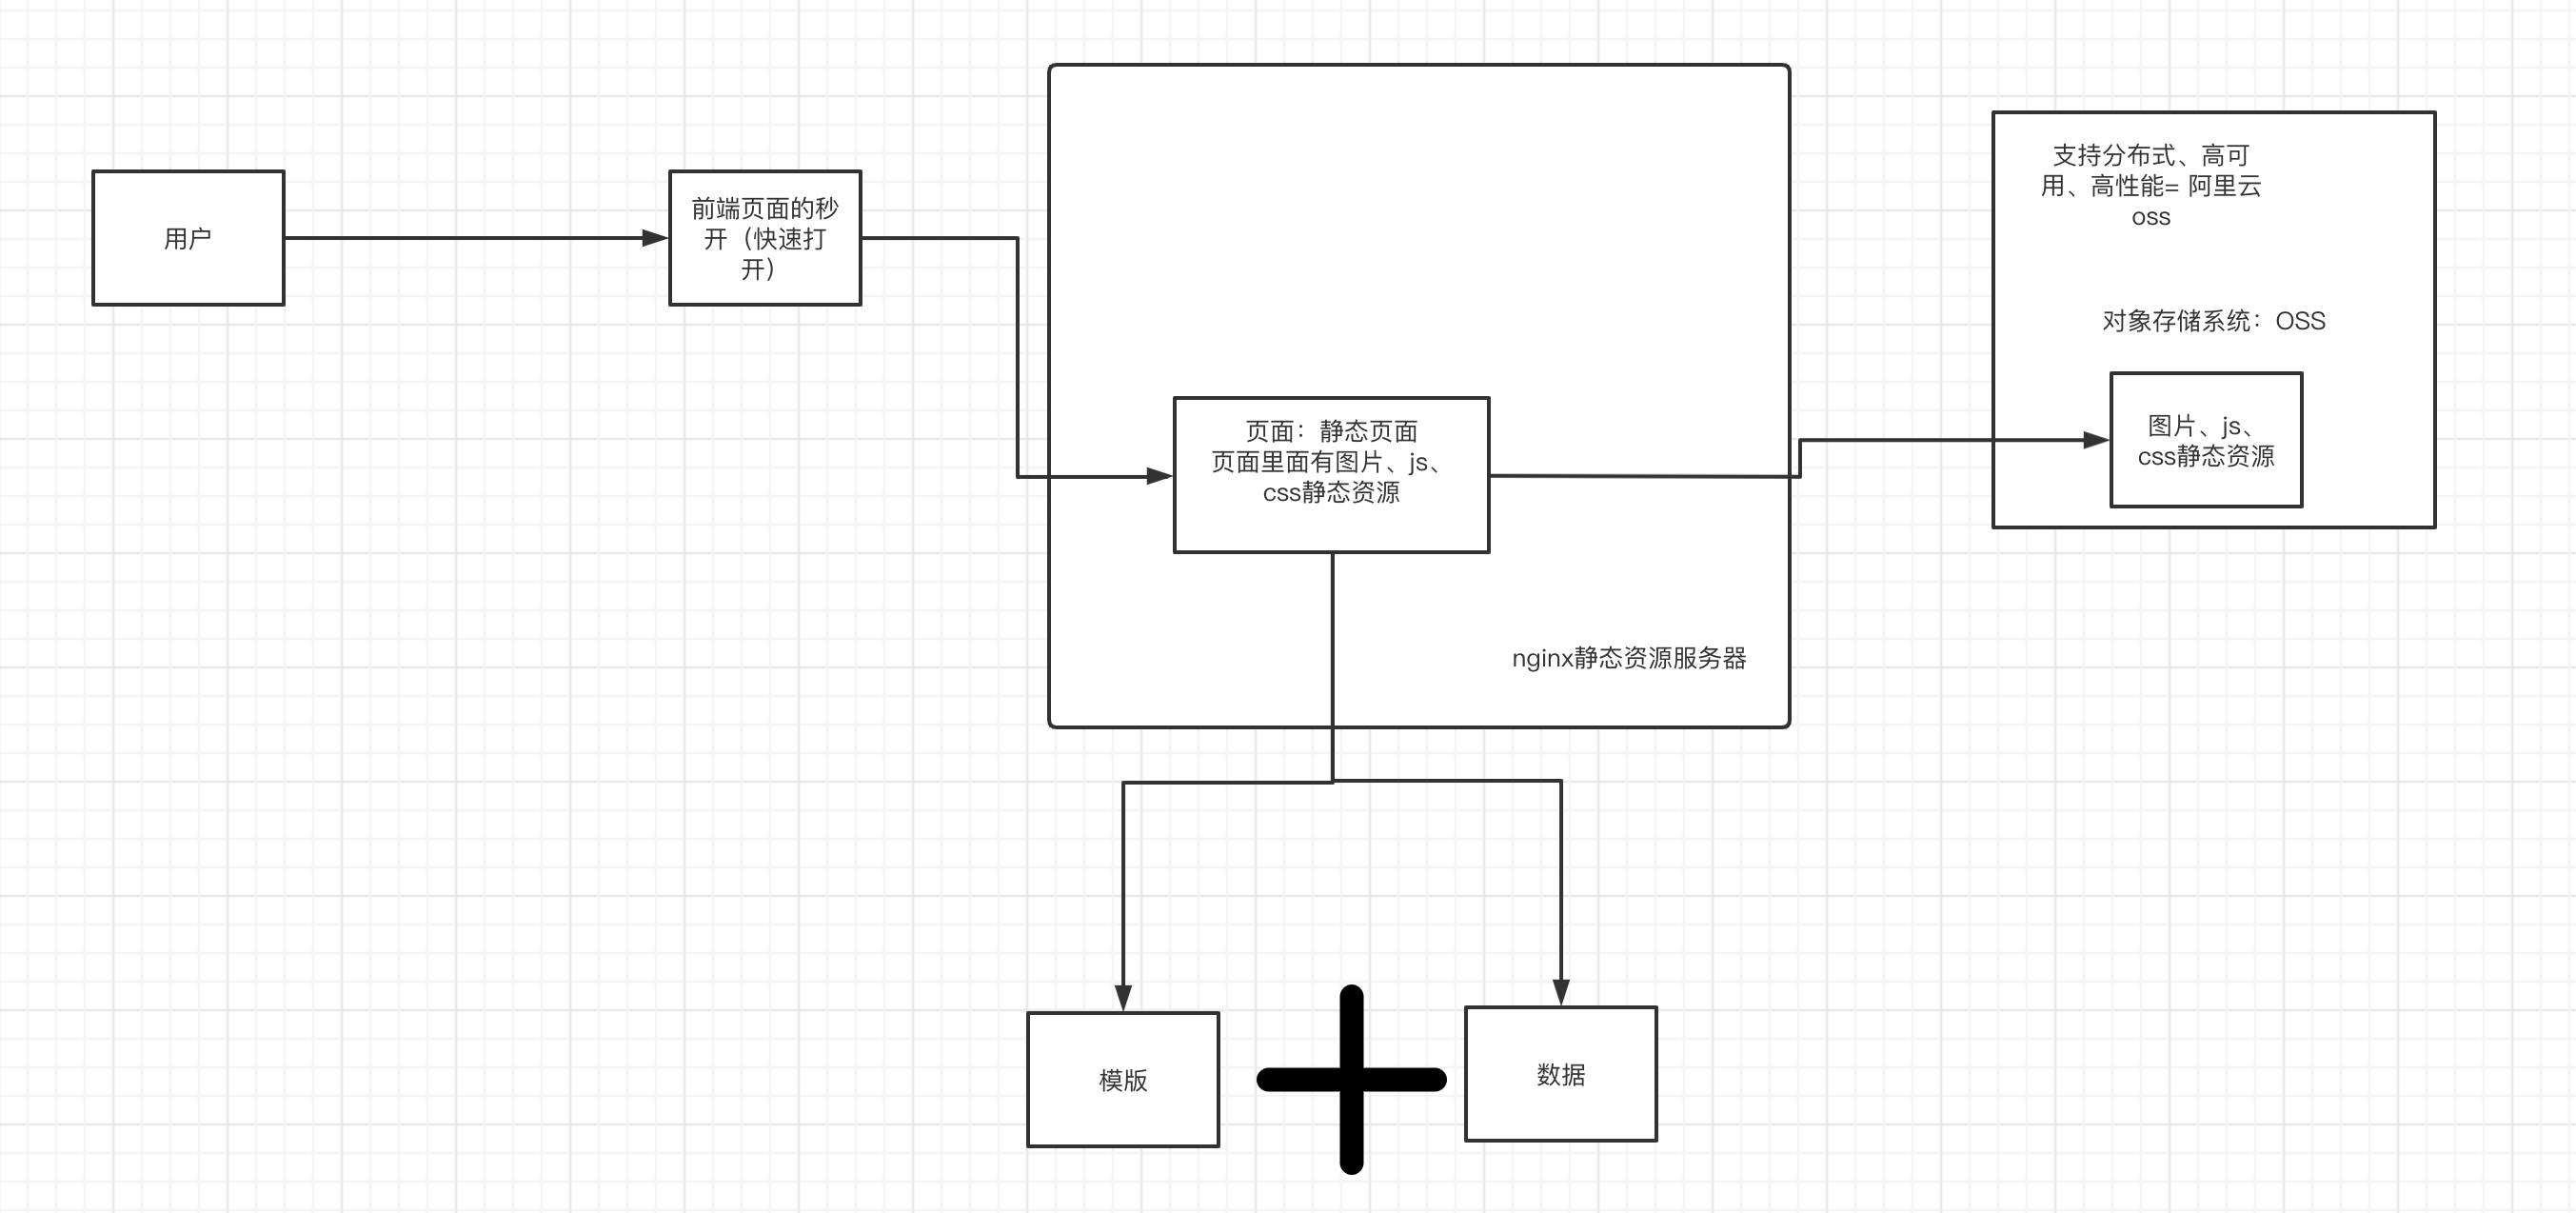 用户
前端页面的秒
开（快速打
开）
页面：静态页面
页面里面有图片、js、
css静态资源
nginx静态资源服务器
支持分布式、高可
用、高性能= 阿里云
oss
对象存储系统：OSS
图片、js、
css静态资源
模版
数据